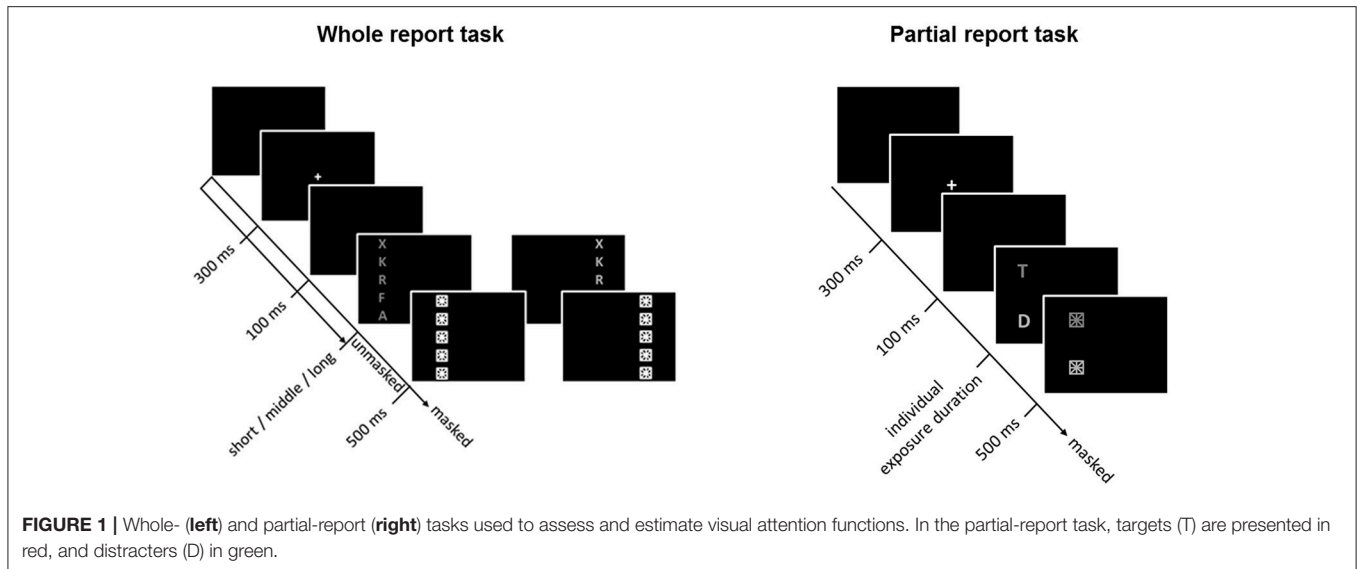 Whole report task
Partial report task
+
+
X
K
R
F
A
X
K
R
T
D
300 ms
100 ms
short / middle / long
unmasked
500 ms
masked
300 ms
100 ms
individual
exposure duration
500 ms
masked
FIGURE 1 | Whole- (left) and partial-report (right) tasks used to assess and estimate visual attention functions. In the partial-report task, targets (T) are presented in
red, and distracters (D) in green.